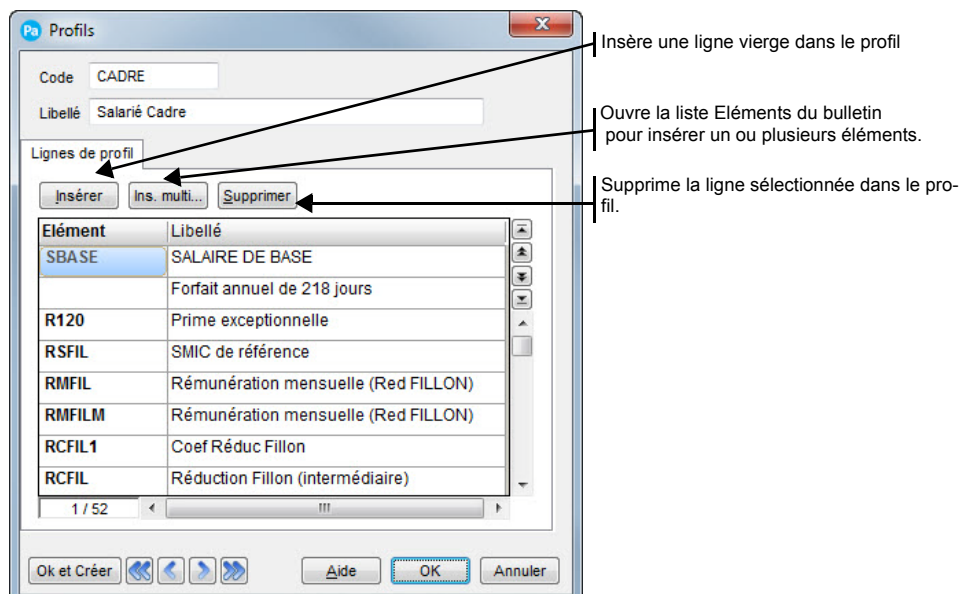 Pa Profils
X
Code CADRE
Libellé Salarié Cadre
Lignes de profil
Insérer Ins. multi... Supprimer
Elément Libellé
SBASE SALAIRE DE BASE
Forfait annuel de 218 jours
R120 Prime exceptionnelle
RSFIL SMIC de référence
RMFIL Rémunération mensuelle (Red FILLON)
RMFILM Rémunération mensuelle (Red FILLON)
RCFIL1 Coef Réduc Fillon
RCFIL Réduction Fillon (intermédiaire)
1 / 52
Ok et Créer Aide OK Annuler
Insère une ligne vierge dans le profil
Ouvre la liste Eléments du bulletin
pour insérer un ou plusieurs éléments.
Supprime la ligne sélectionnée dans le pro-
fil.